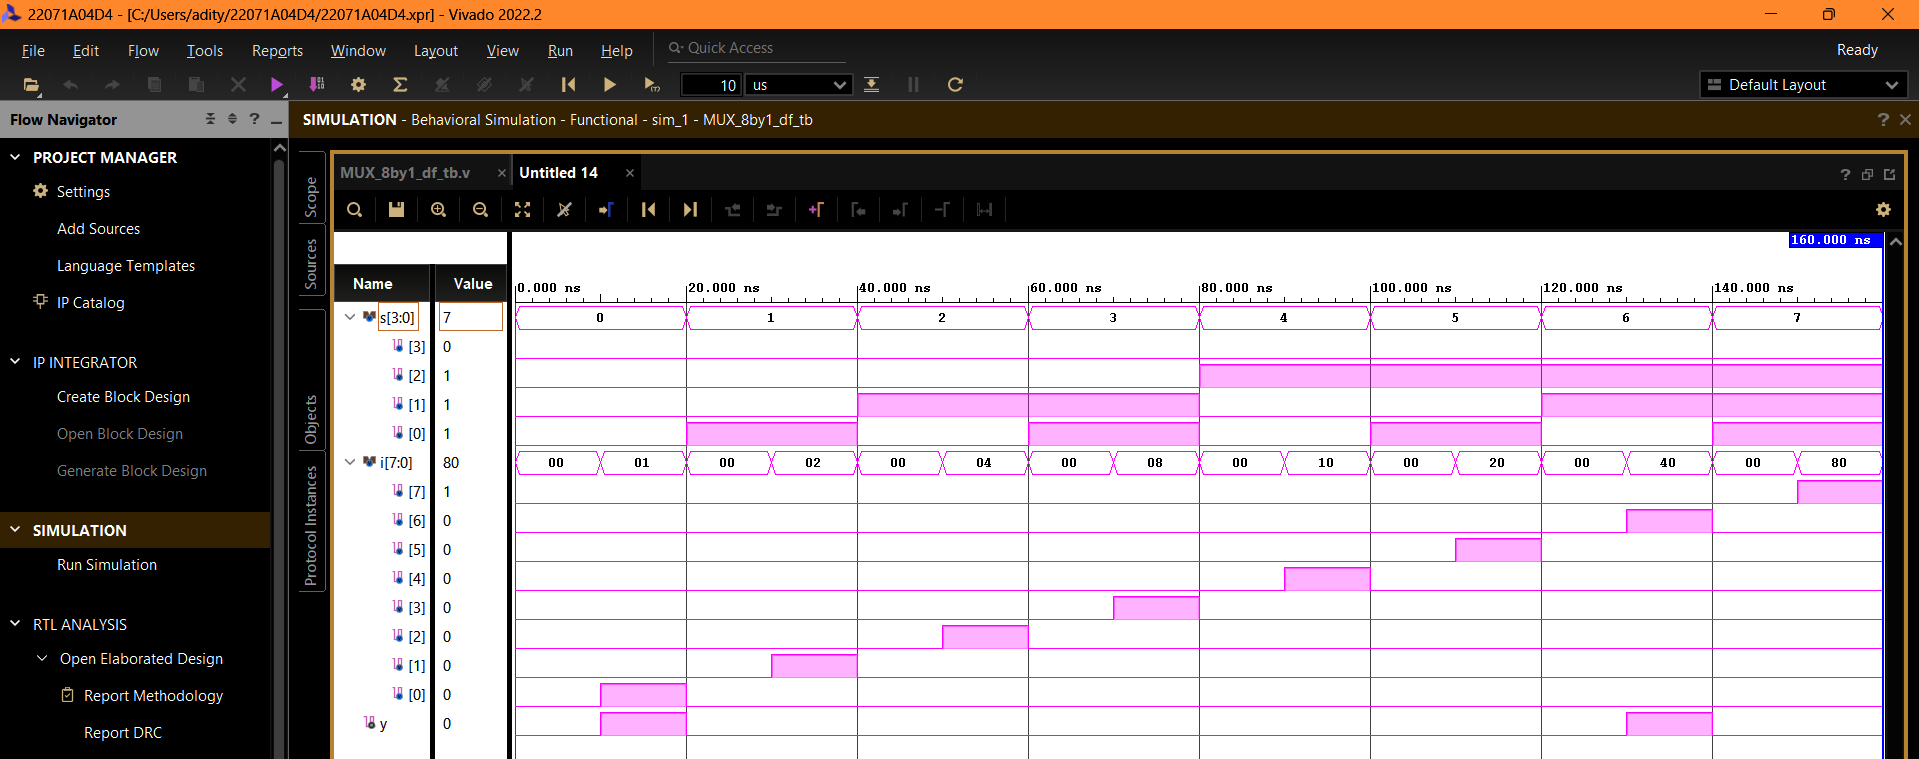 22071A04D4 - [C:/Users/adity/22071A04D4/22071A04D4.xpr] - Vivado 2022.2
File Edit Flow Tools Reports Window Layout View Run Help Quick Access Ready
10 us Default Layout
Flow Navigator
SIMULATION - Behavioral Simulation - Functional - sim_1 - MUX_8by1_df_tb
PROJECT MANAGER
Settings
Add Sources
Language Templates
IP Catalog
IP INTEGRATOR
Create Block Design
Open Block Design
Generate Block Design
SIMULATION
Run Simulation
RTL ANALYSIS
Open Elaborated Design
Report Methodology
Report DRC
Scope
Sources
Objects
Protocol Instances
MUX_8by1_df_tb.v Untitled 14
160.000 ns
Name Value
0.000 ns 20.000 ns 40.000 ns 60.000 ns 80.000 ns 100.000 ns 120.000 ns 140.000 ns
s[3:0] 7 0 1 2 3 4 5 6 7
[3] 0
[2] 1
[1] 1
[0] 1
i[7:0] 80 00 01 00 02 00 04 00 08 00 10 00 20 00 40 00 80
[7] 1
[6] 0
[5] 0
[4] 0
[3] 0
[2] 0
[1] 0
[0] 0
y 0